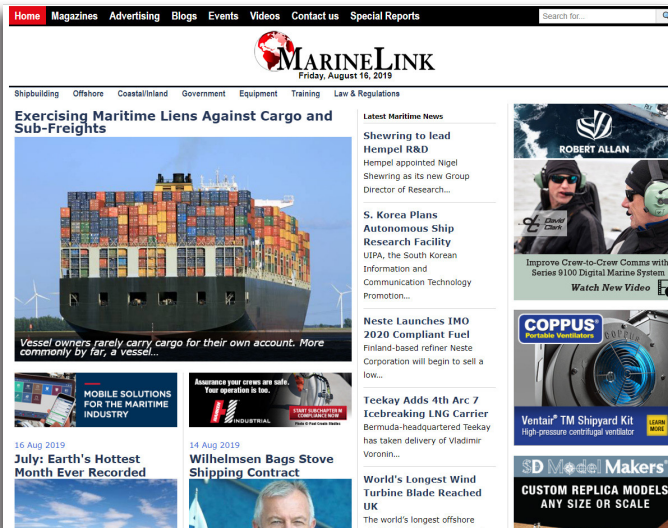 Home Magazines Advertising Blogs Events Videos Contact us Special Reports
Search for...
MARINELINK
Friday, August 16, 2019
Shipbuilding Offshore Coastal/Inland Government Equipment Training Law & Regulations
Exercising Maritime Liens Against Cargo and
Sub-Freights
Vessel owners rarely carry cargo for their own account. More
commonly by far, a vessel...
MOBILE SOLUTIONS
FOR THE MARITIME
INDUSTRY
Assurance your crews are safe.
Your operation is too.
INDUSTRIAL
START SUBCHAPTER M
COMPLIANCE NOW
Photo © Paul Crozie Studios
16 Aug 2019
July: Earth's Hottest
Month Ever Recorded
14 Aug 2019
Wilhelmsen Bags Stove
Shipping Contract
Latest Maritime News
Shewring to lead
Hempel R&D
Hempel appointed Nigel
Shewring as its new Group
Director of Research...
S. Korea Plans
Autonomous Ship
Research Facility
UIPA, the South Korean
Information and
Communication Technology
Promotion...
Neste Launches IMO
2020 Compliant Fuel
Finland-based refiner Neste
Corporation will begin to sell a
low...
Teekay Adds 4th Arc 7
Icebreaking LNG Carrier
Bermuda-headquartered Teekay
has taken delivery of Vladimir
Voronin...
World's Longest Wind
Turbine Blade Reached
UK
The world's longest offshore
ROBERT ALLAN
David
Clark
Improve Crew-to-Crew Comms with
Series 9100 Digital Marine System
Watch New Video
COPPUS®
Portable Ventilators
COPPUS
Ventair® TM Shipyard Kit
High-pressure centrifugal ventilator
LEARN
MORE
SD Model Makers
CUSTOM REPLICA MODELS
ANY SIZE OR SCALE